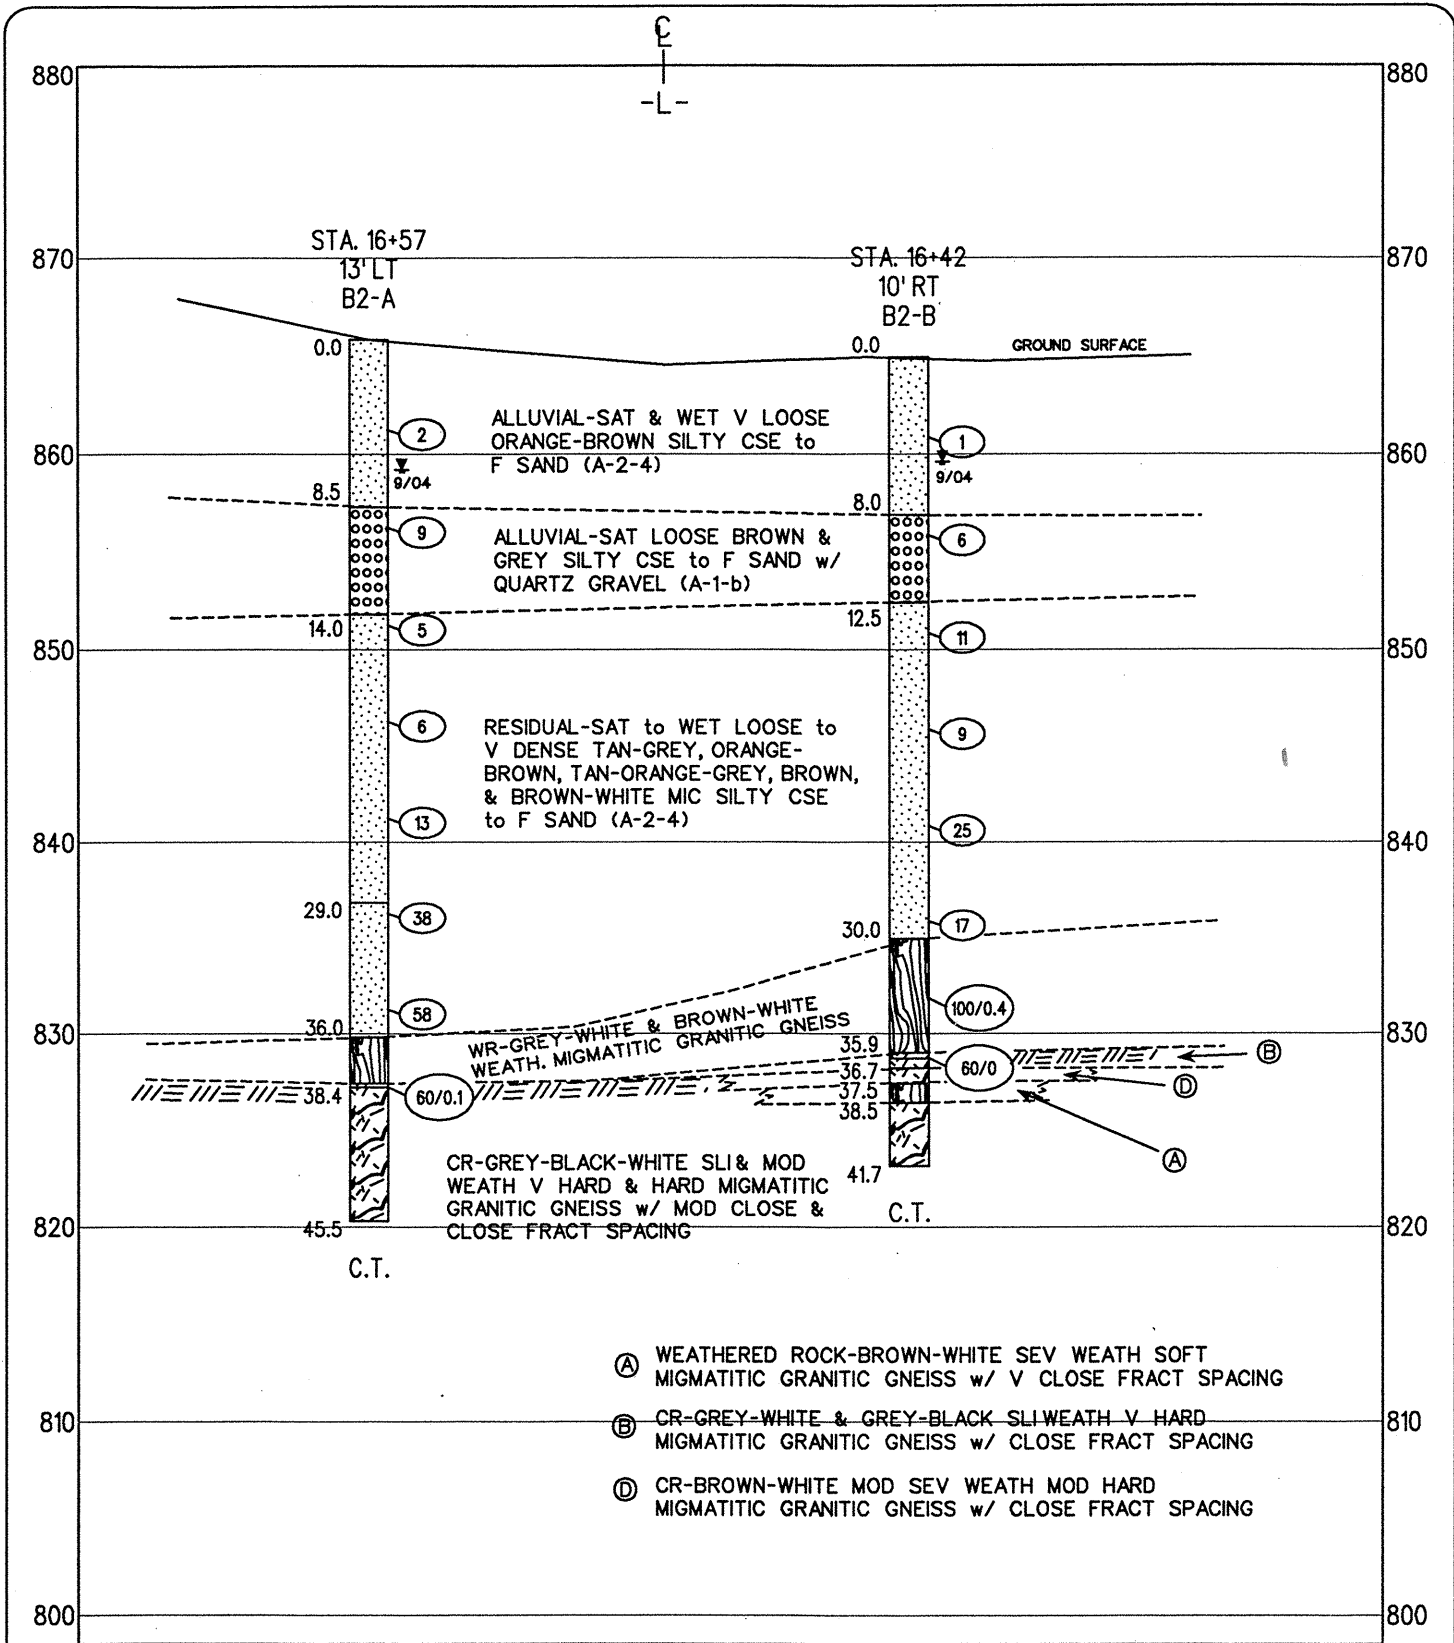 ℄
-L-
880
880
STA. 16+57
13' LT
B2-A
870
STA. 16+42
10' RT
B2-B
870
0.0
0.0
GROUND SURFACE
2
ALLUVIAL-SAT & WET V LOOSE
ORANGE-BROWN SILTY CSE to
F SAND (A-2-4)
1
860
860
9/04
9/04
8.5
8.0
9
ALLUVIAL-SAT LOOSE BROWN &
GREY SILTY CSE to F SAND w/
QUARTZ GRAVEL (A-1-b)
6
14.0
12.5
5
11
850
850
6
RESIDUAL-SAT to WET LOOSE to
V DENSE TAN-GREY, ORANGE-
BROWN, TAN-ORANGE-GREY, BROWN,
& BROWN-WHITE MIC SILTY CSE
to F SAND (A-2-4)
9
13
25
840
840
29.0
38
30.0
17
58
100/0.4
36.0
830
WR-GREY-WHITE & BROWN-WHITE
WEATH. MIGMATITIC GRANITIC GNEISS
830
35.9
36.7
37.5
38.5
60/0
B
D
38.4
60/0.1
A
CR-GREY-BLACK-WHITE SLI & MOD
WEATH V HARD & HARD MIGMATITIC
GRANITIC GNEISS w/ MOD CLOSE &
CLOSE FRACT SPACING
41.7
C.T.
820
45.5
820
C.T.
A WEATHERED ROCK-BROWN-WHITE SEV WEATH SOFT
MIGMATITIC GRANITIC GNEISS w/ V CLOSE FRACT SPACING
810
B CR-GREY-WHITE & GREY-BLACK SLI WEATH V HARD
MIGMATITIC GRANITIC GNEISS w/ CLOSE FRACT SPACING
810
D CR-BROWN-WHITE MOD SEV WEATH MOD HARD
MIGMATITIC GRANITIC GNEISS w/ CLOSE FRACT SPACING
800
800